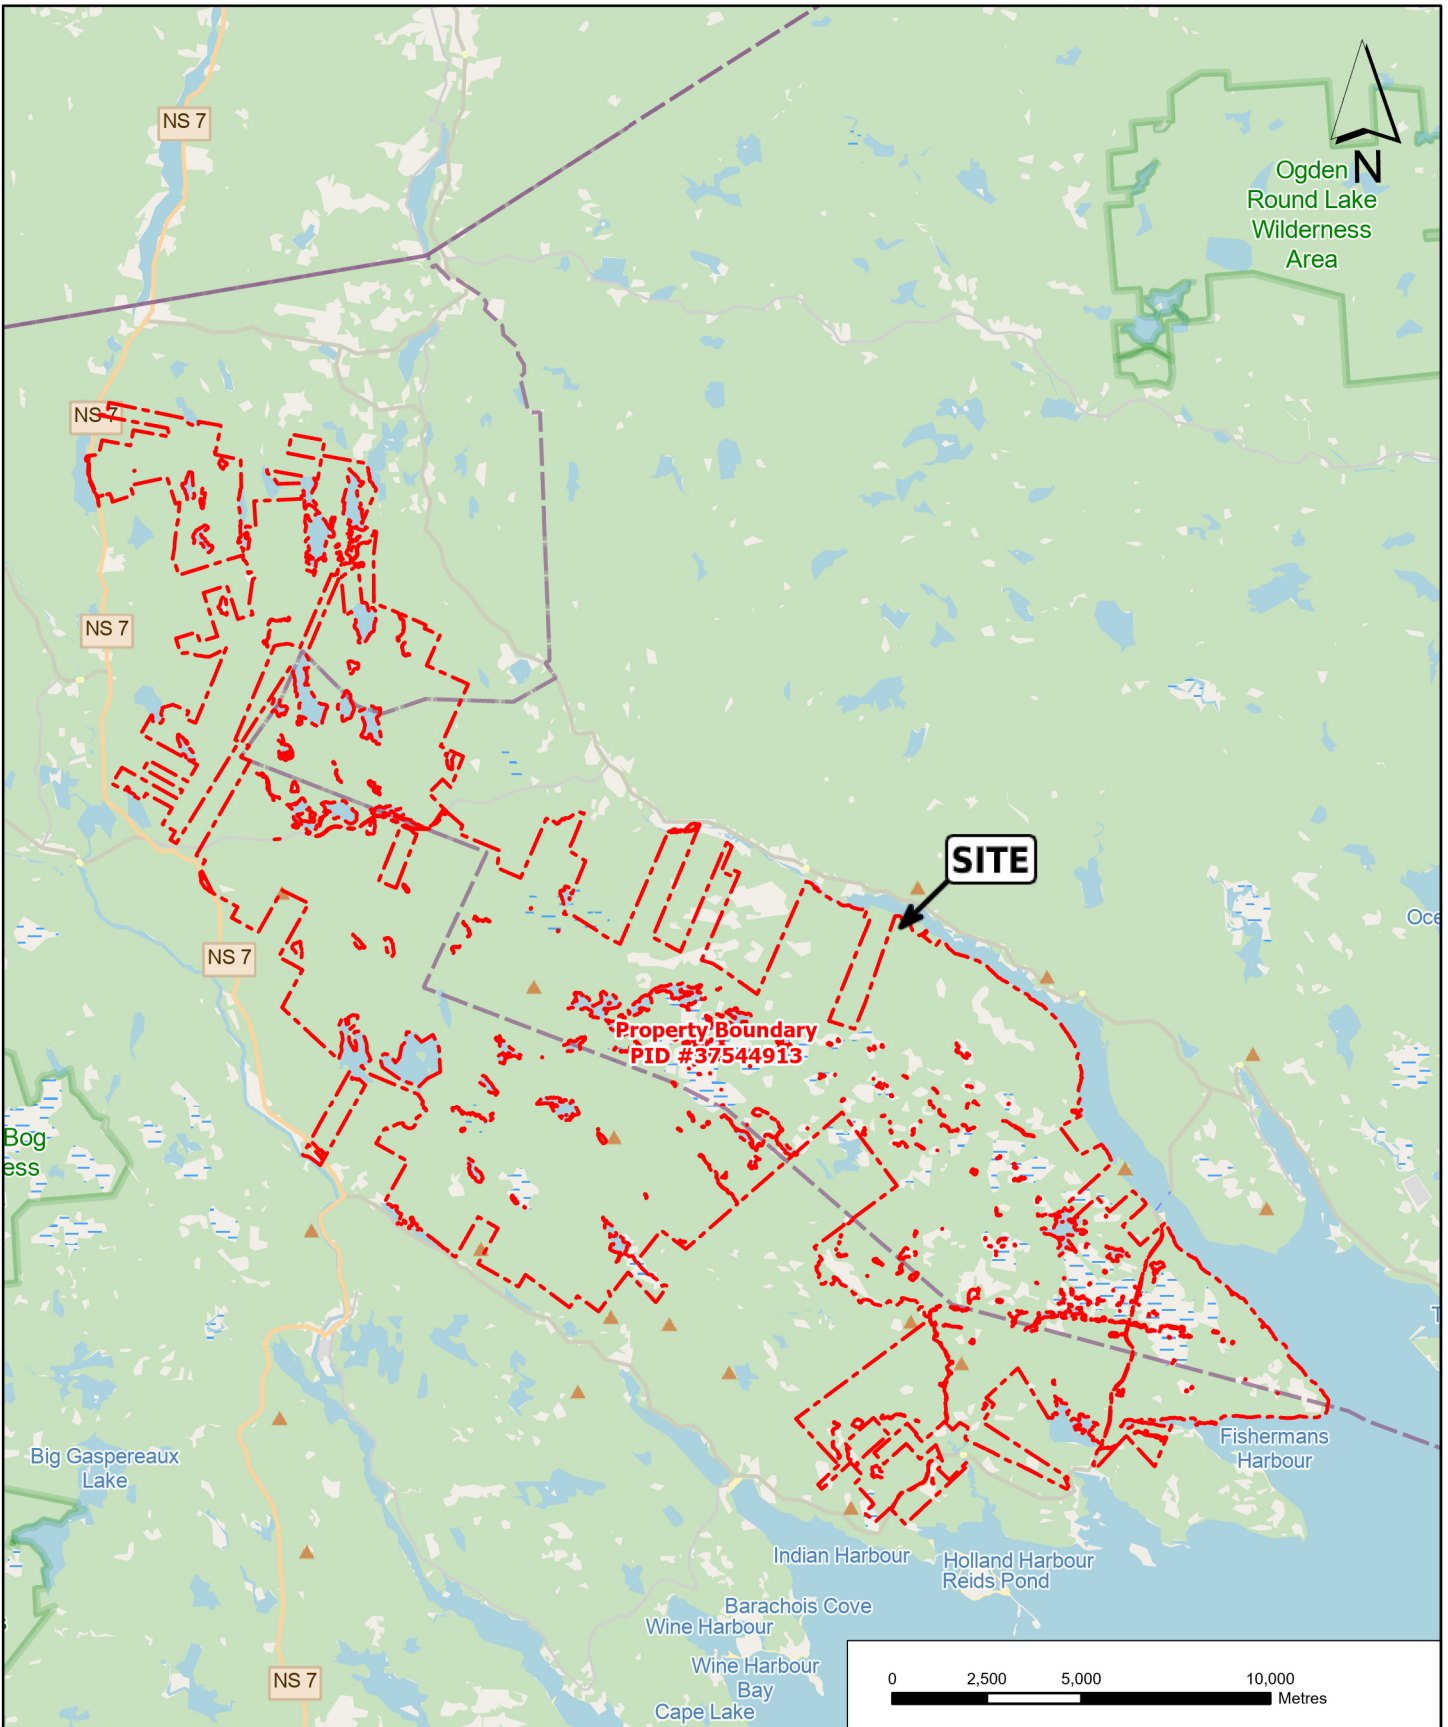 NS 7
N
Ogden
Round Lake
Wilderness
Area
NS 7
NS 7
SITE
NS 7
Property Boundary
PID #37544913
Bog
ess
Big Gaspereaux
Lake
Fishermans
Harbour
Indian Harbour
Holland Harbour
Reids Pond
Barachois Cove
Wine Harbour
Wine Harbour
Bay
Cape Lake
NS 7
0 2,500 5,000 10,000
Metres